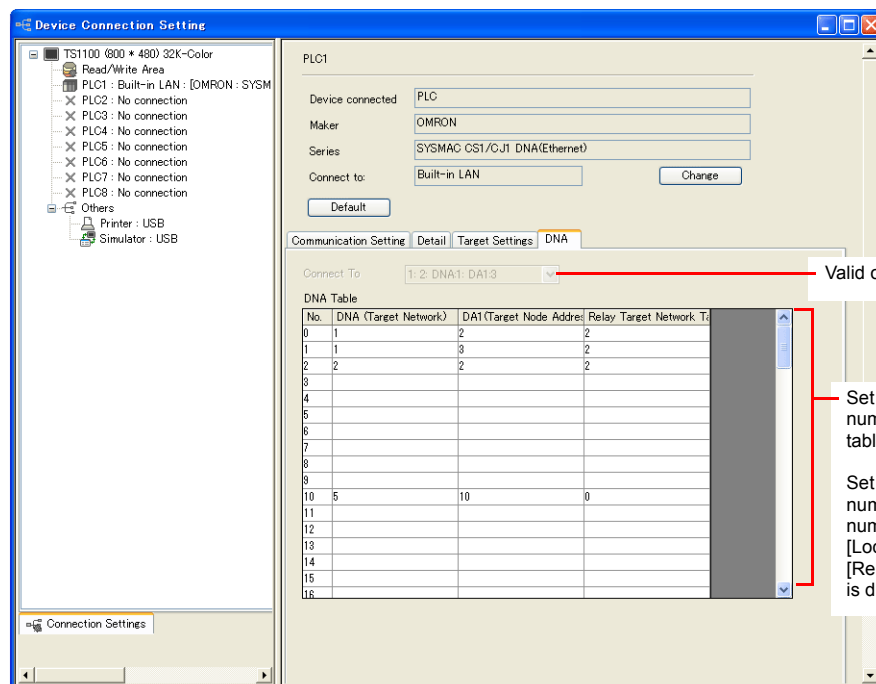 Device Connection Setting
TS1100 (800 * 480) 32K-Color
Read/Write Area
PLC1 : Built-in LAN : [OMRON : SYSM
PLC2 : No connection
PLC3 : No connection
PLC4 : No connection
PLC5 : No connection
PLC6 : No connection
PLC7 : No connection
PLC8 : No connection
Others
Printer : USB
Simulator : USB
Connection Settings
PLC1
Device connected PLC
Maker OMRON
Series SYSMAC CS1/CJ1 DNA(Ethernet)
Connect to: Built-in LAN Change
Default
Communication Setting Detail Target Settings DNA
Connect To 1: 2: DNA:1: DA1:3
DNA Table
No. DNA (Target Network) DA1(Target Node Addre: Relay Target Network Ta
0 1 2 2
1 1 3 2
2 2 2 2
3
4
5
6
7
8
9
10 5 10 0
11
12
13
14
15
16
Valid o
Set
num
tabl
Set
num
num
[Loc
[Re
is d